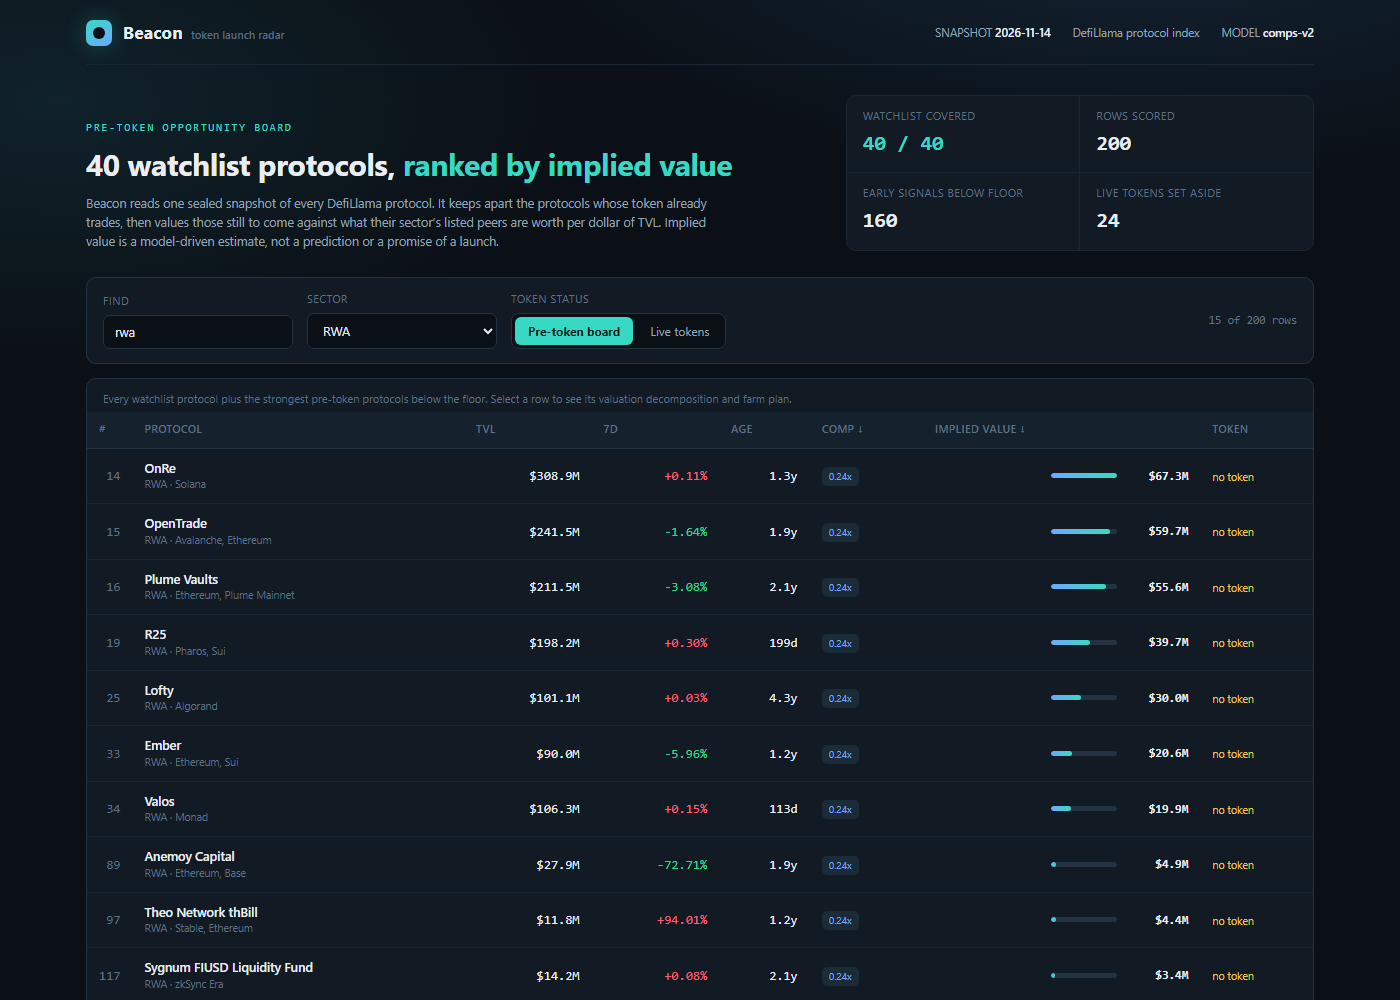 Beacon token launch radar
SNAPSHOT 2026-11-14 DefiLlama protocol index MODEL comps-v2
PRE-TOKEN OPPORTUNITY BOARD
40 watchlist protocols, ranked by implied value
Beacon reads one sealed snapshot of every DefiLlama protocol. It keeps apart the protocols whose token already
trades, then values those still to come against what their sector's listed peers are worth per dollar of TVL. Implied
value is a model-driven estimate, not a prediction or a promise of a launch.
WATCHLIST COVERED
40 / 40
ROWS SCORED
200
EARLY SIGNALS BELOW FLOOR
160
LIVE TOKENS SET ASIDE
24
FIND
rwa
SECTOR
RWA
TOKEN STATUS
Pre-token board Live tokens
15 of 200 rows
Every watchlist protocol plus the strongest pre-token protocols below the floor. Select a row to see its valuation decomposition and farm plan.
# PROTOCOL TVL 7D AGE COMP ↓ IMPLIED VALUE ↓ TOKEN
14 OnRe $308.9M +0.11% 1.3y 0.24x $67.3M no token
RWA · Solana
15 OpenTrade $241.5M -1.64% 1.9y 0.24x $59.7M no token
RWA · Avalanche, Ethereum
16 Plume Vaults $211.5M -3.08% 2.1y 0.24x $55.6M no token
RWA · Ethereum, Plume Mainnet
19 R25 $198.2M +0.30% 199d 0.24x $39.7M no token
RWA · Pharos, Sui
25 Lofty $101.1M +0.03% 4.3y 0.24x $30.0M no token
RWA · Algorand
33 Ember $90.0M -5.96% 1.2y 0.24x $20.6M no token
RWA · Ethereum, Sui
34 Valos $106.3M +0.15% 113d 0.24x $19.9M no token
RWA · Monad
89 Anemoy Capital $27.9M -72.71% 1.9y 0.24x $4.9M no token
RWA · Ethereum, Base
97 Theo Network thBill $11.8M +94.01% 1.2y 0.24x $4.4M no token
RWA · Stable, Ethereum
117 Sygnum FIUSD Liquidity Fund $14.2M +0.08% 2.1y 0.24x $3.4M no token
RWA · zkSync Era